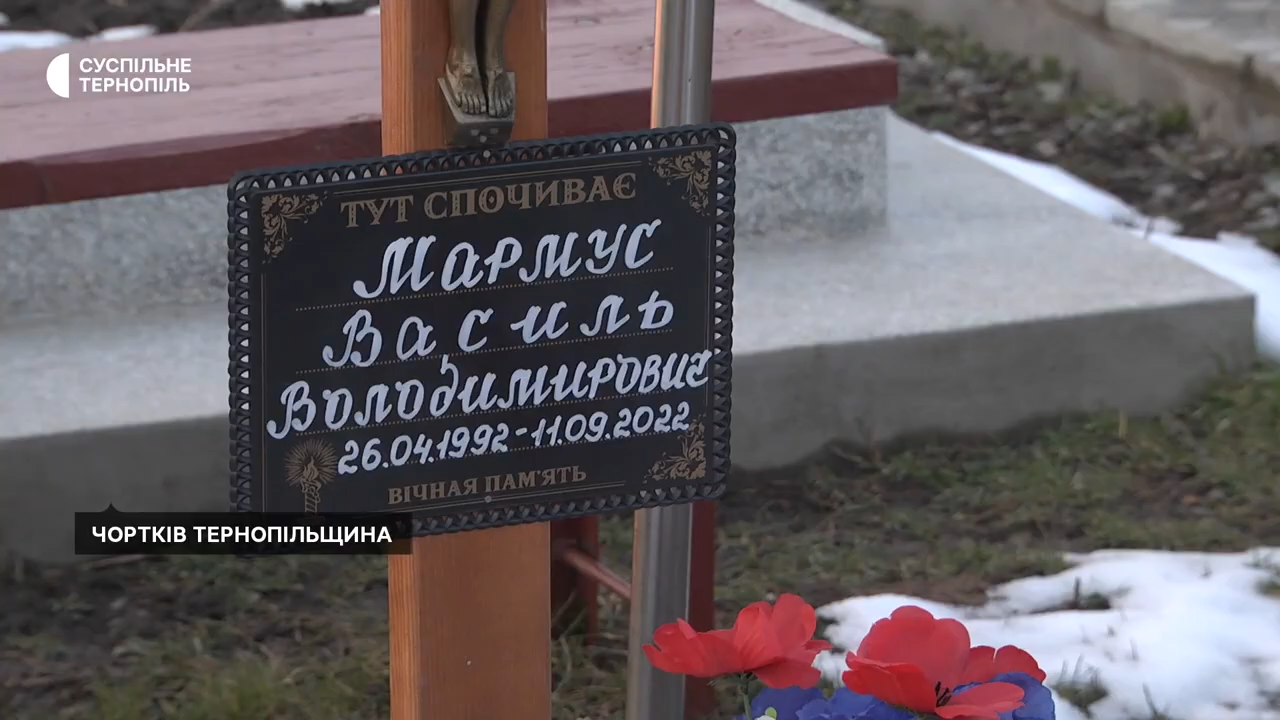 СУСПІЛЬНЕ
ТЕРНОПІЛЬ
ТУТ СПОЧИВАЄ
Мармус
Василь
Володимирович
26.04.1992-11.09.2022
ВІЧНАЯ ПАМ'ЯТЬ
ЧОРТКІВ ТЕРНОПІЛЬЩИНА